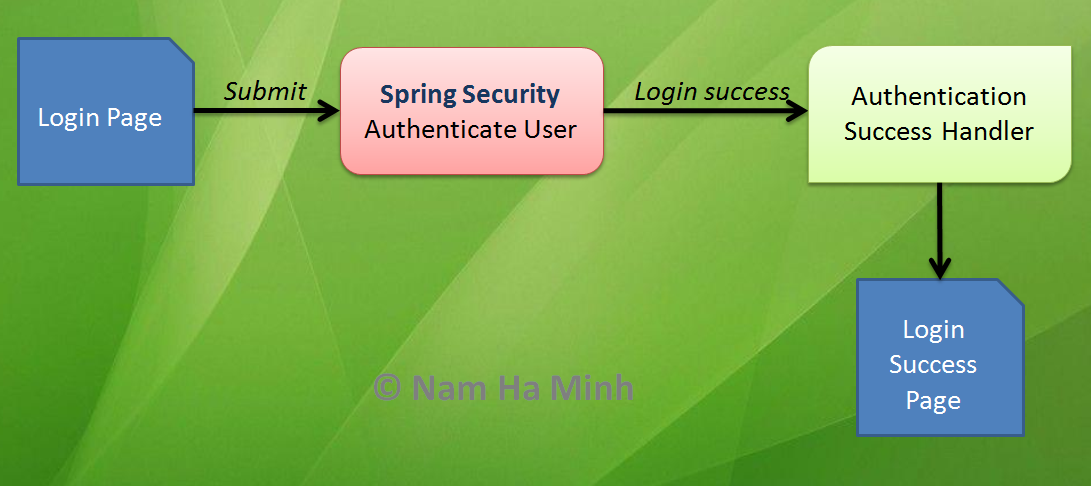 Login Page
Submit
Spring Security
Authenticate User
Login success
Authentication
Success Handler
Login
Success
Page
© Nam Ha Minh